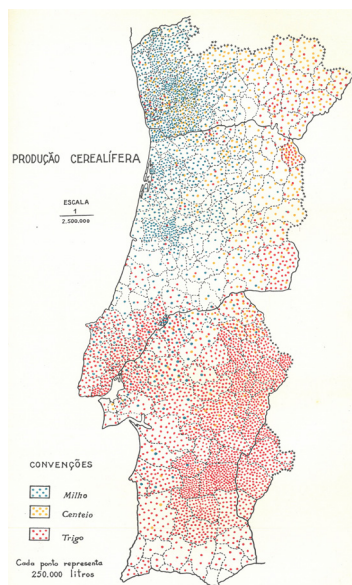 PRODUÇÃO CEREALÍFERA
ESCALA
1
2.500.000
CONVENÇÕES
Milho
Centeio
Trigo
Cada ponto representa
250.000 litros